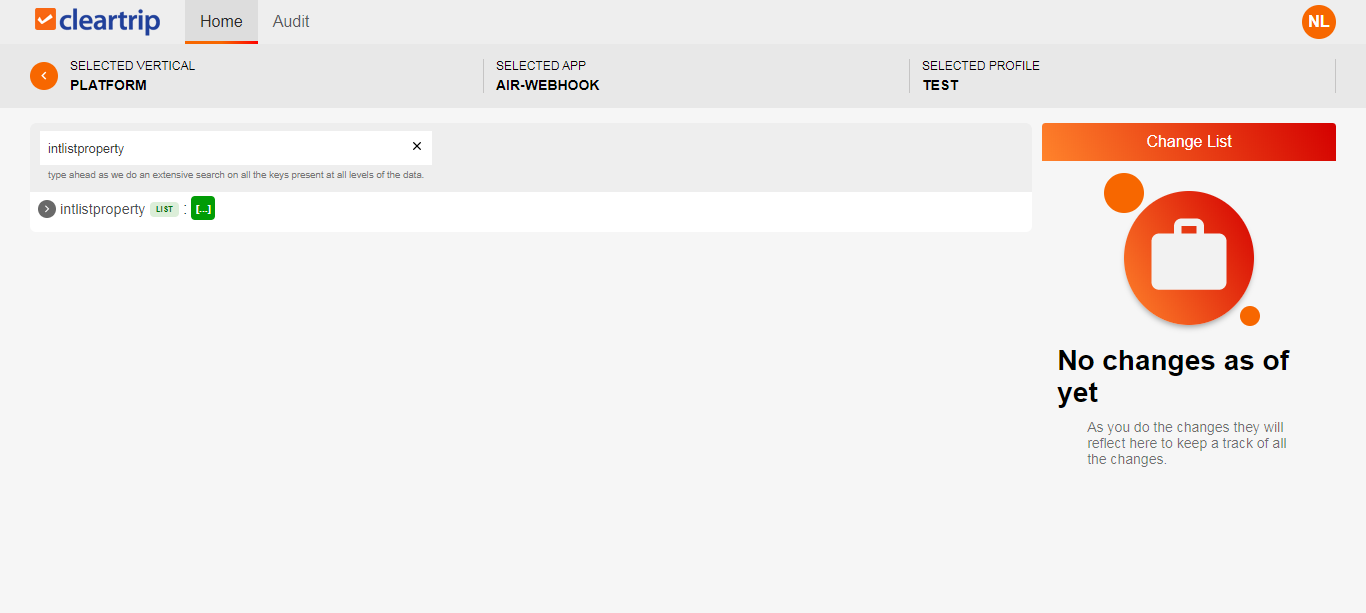 cleartrip Home Audit NL
SELECTED VERTICAL
PLATFORM
SELECTED APP
AIR-WEBHOOK
SELECTED PROFILE
TEST
intlistproperty ×
type ahead as we do an extensive search on all the keys present at all levels of the data.
intlistproperty LIST : [...]
Change List
No changes as of
yet
As you do the changes they will
reflect here to keep a track of all
the changes.